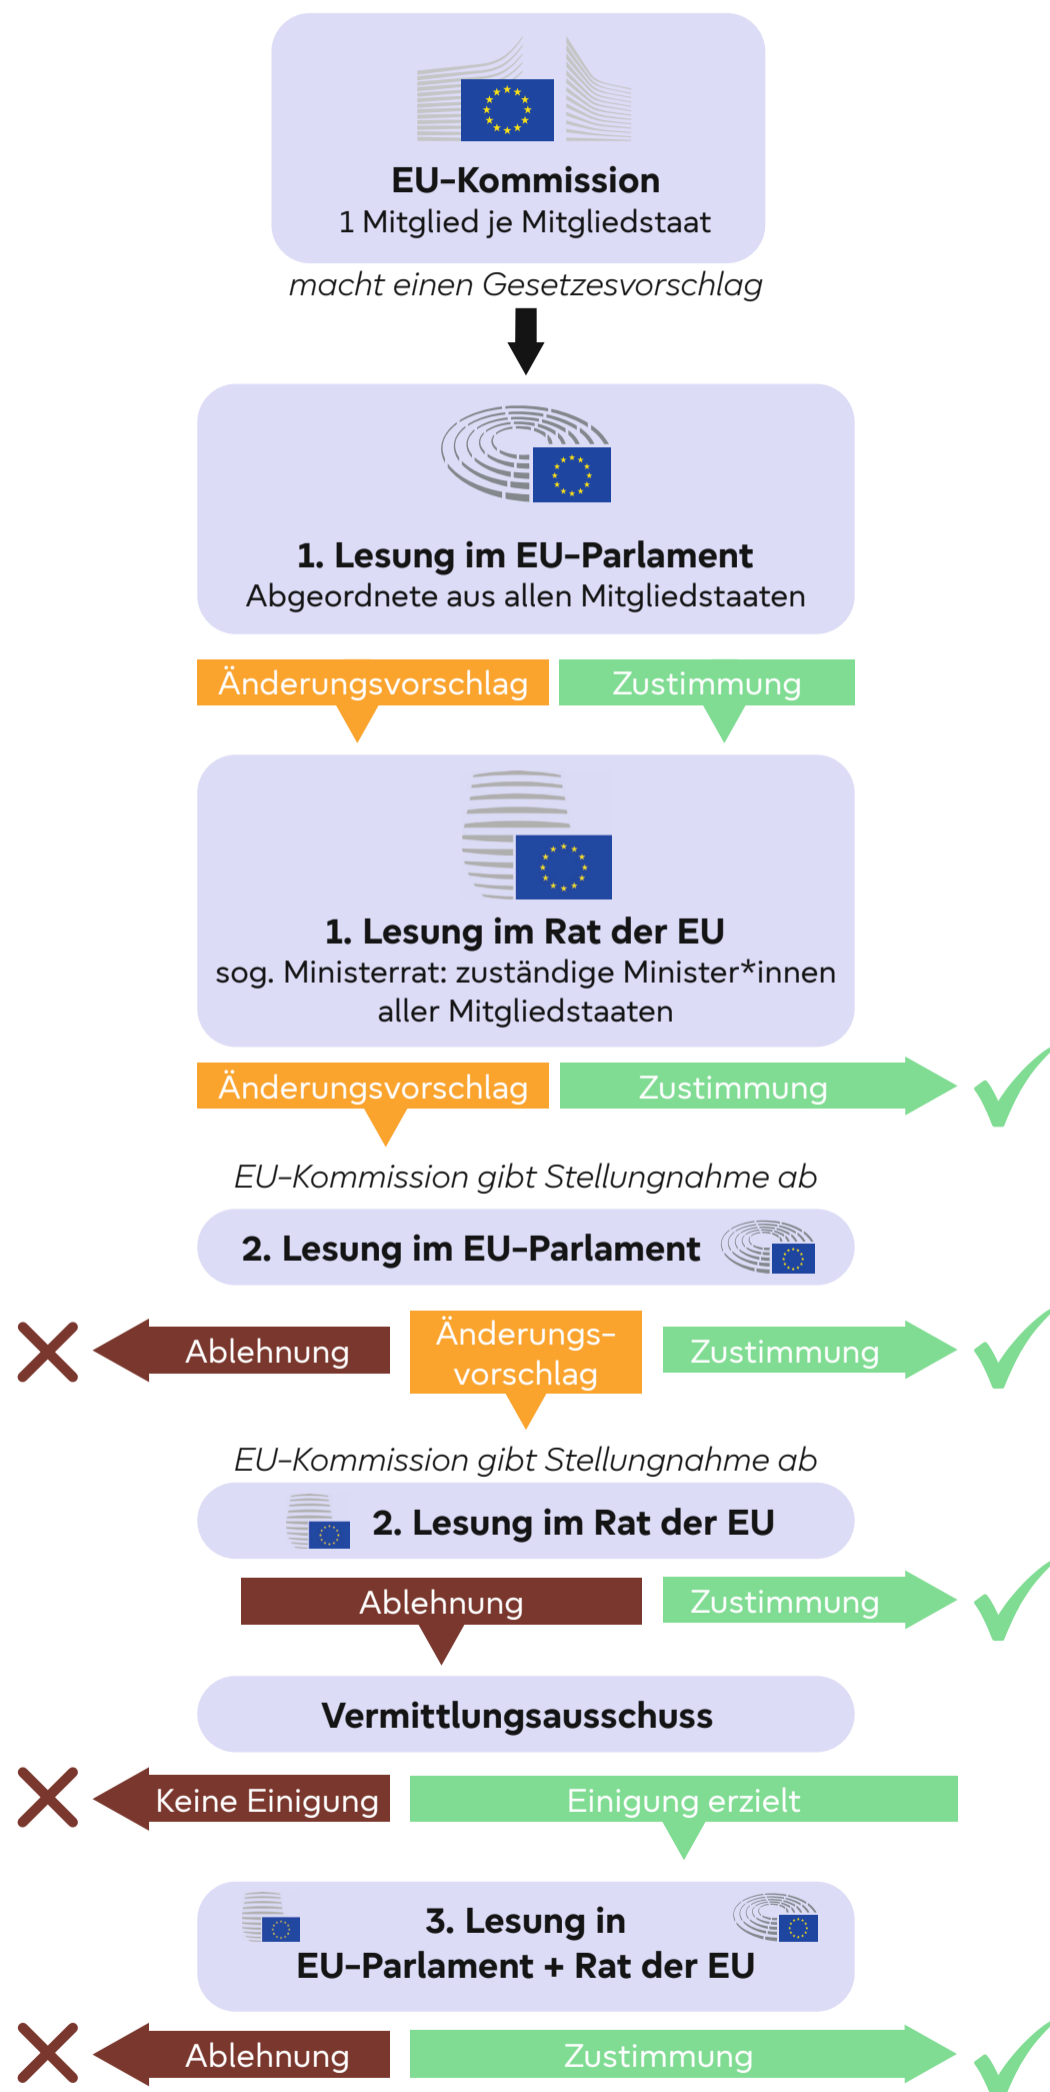 EU-Kommission
1 Mitglied je Mitgliedstaat
macht einen Gesetzesvorschlag
1. Lesung im EU-Parlament
Abgeordnete aus allen Mitgliedstaaten
Änderungsvorschlag
Zustimmung
1. Lesung im Rat der EU
sog. Ministerrat: zuständige Minister*innen
aller Mitgliedstaaten
Änderungsvorschlag
Zustimmung
EU-Kommission gibt Stellungnahme ab
2. Lesung im EU-Parlament
Ablehnung
Änderungs-
vorschlag
Zustimmung
EU-Kommission gibt Stellungnahme ab
2. Lesung im Rat der EU
Ablehnung
Zustimmung
Vermittlungsausschuss
Keine Einigung
Einigung erzielt
3. Lesung in
EU-Parlament + Rat der EU
Ablehnung
Zustimmung